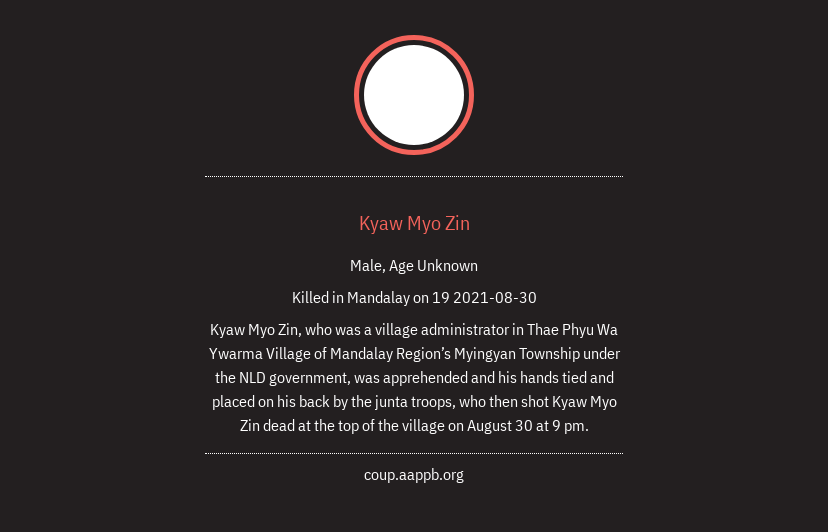 Kyaw Myo Zin
Male, Age Unknown
Killed in Mandalay on 19 2021-08-30
Kyaw Myo Zin, who was a village administrator in Thae Phyu Wa
Ywarma Village of Mandalay Region’s Myingyan Township under
the NLD government, was apprehended and his hands tied and
placed on his back by the junta troops, who then shot Kyaw Myo
Zin dead at the top of the village on August 30 at 9 pm.
coup.aappb.org